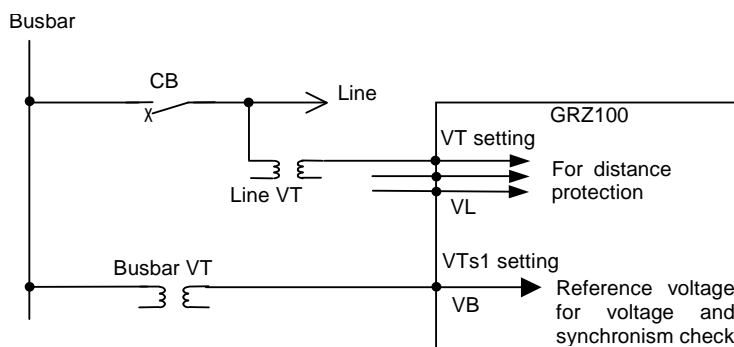 Busbar
CB
Line
GRZ100
VT setting
For distance
protection
Line VT
VL
Busbar VT
VTs1 setting
VB
Reference voltage
for voltage and
synchronism check